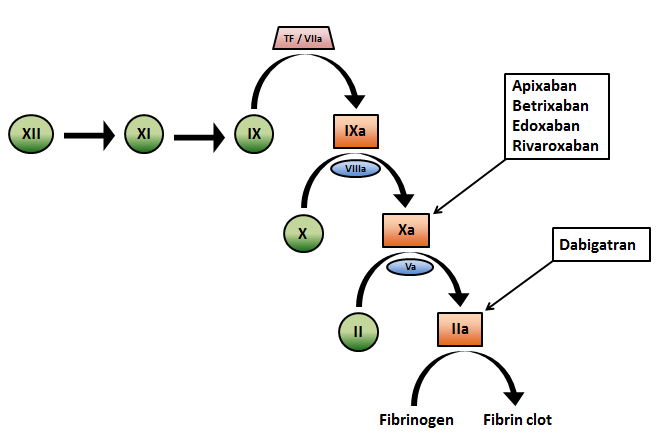 TF / VIIa
Apixaban
Betrixaban
Edoxaban
Rivaroxaban
XII
XI
IX
IXa
VIIIa
X
Xa
Dabigatran
Va
II
IIa
Fibrinogen
Fibrin clot